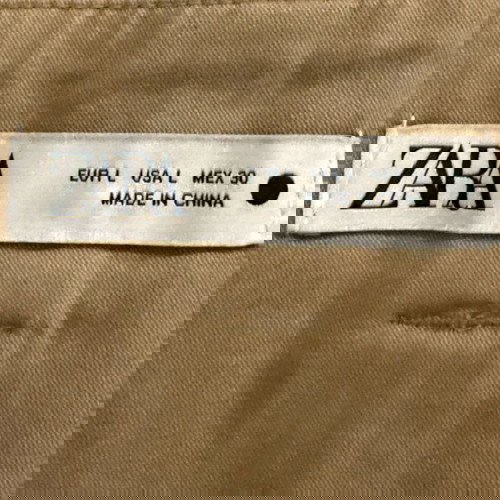 EUR L USA L MEX 30
MADE IN CHINA
ZARA